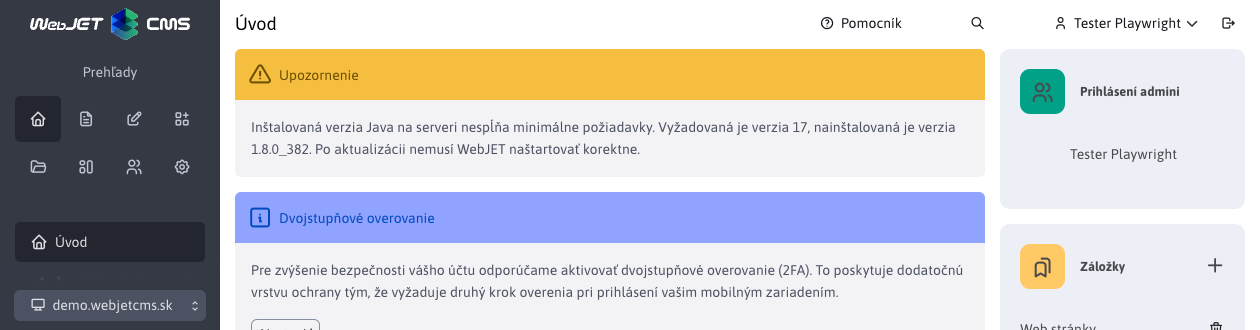 WebJET CMS
Prehľady
Úvod
demo.webjetcms.sk
Úvod
Pomocník
Tester Playwright
Upozornenie
Inštalovaná verzia Java na serveri nespĺňa minimálne požiadavky. Vyžadovaná je verzia 17, nainštalovaná je verzia
1.8.0_382. Po aktualizácii nemusí WebJET naštartovať korektne.
Dvojstupňové overovanie
Pre zvýšenie bezpečnosti vášho účtu odporúčame aktivovať dvojstupňové overovanie (2FA). To poskytuje dodatočnú
vrstvu ochrany tým, že vyžaduje druhý krok overenia pri prihlásení vašim mobilným zariadením.
Prihlásení admini
Tester Playwright
Záložky
Web stránky